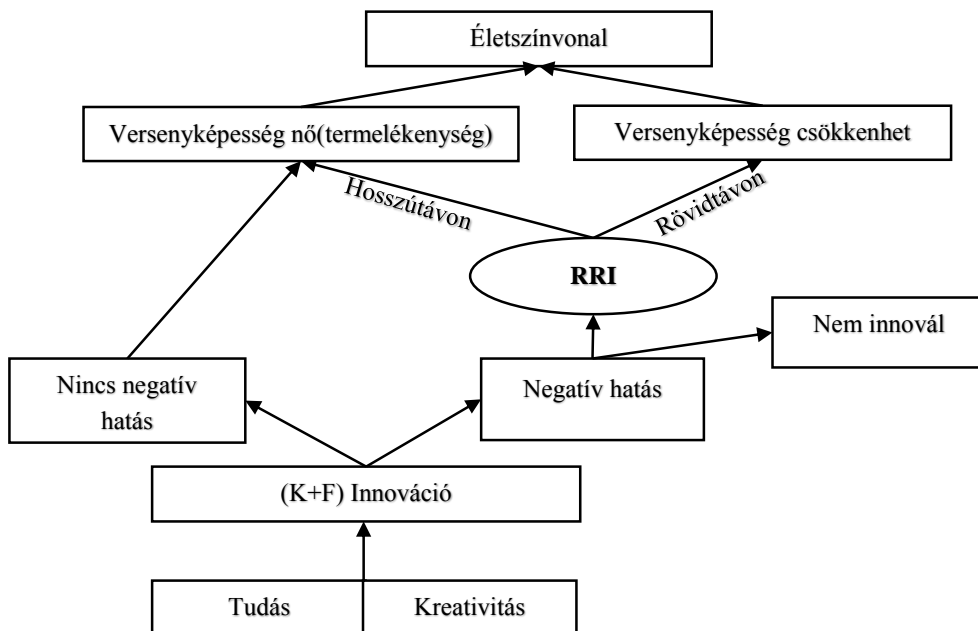 Életszínvonal
Versenyképesség nő(termelékenység)
Versenyképesség csökkenhet
Hosszútávon
Rövidtávon
RRI
Nem innovál
Nincs negatív
hatás
Negatív hatás
(K+F) Innováció
Tudás
Kreativitás